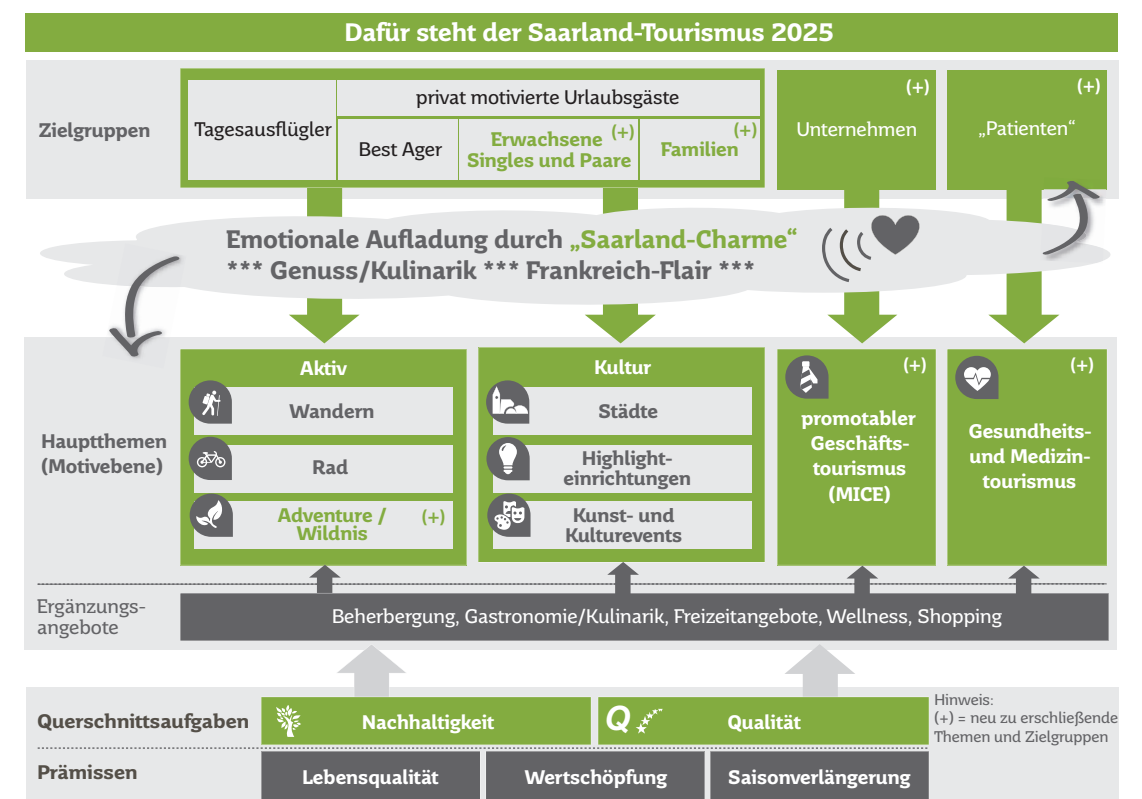 Dafür steht der Saarland-Tourismus 2025
Zielgruppen
Tagesausflügler
privat motivierte Urlaubsgäste
Best Ager
Erwachsene (+)
Singles und Paare
(+)
Familien
(+)
Unternehmen
(+)
„Patienten“
Emotionale Aufladung durch „Saarland-Charme“
*** Genuss/Kulinarik *** Frankreich-Flair ***
Hauptthemen
(Motivebene)
Aktiv
Wandern
Rad
Adventure / (+)
Wildnis
Kultur
Städte
Highlight-
einrichtungen
Kunst- und
Kulturevents
(+)
promotabler
Geschäfts-
tourismus
(MICE)
(+)
Gesundheits-
und Medizin-
tourismus
Ergänzungs-
angebote
Beherbergung, Gastronomie/Kulinarik, Freizeitangebote, Wellness, Shopping
Querschnittsaufgaben
Nachhaltigkeit
Q
Qualität
Hinweis:
(+) = neu zu erschließende
Themen und Zielgruppen
Prämissen
Lebensqualität
Wertschöpfung
Saisonverlängerung